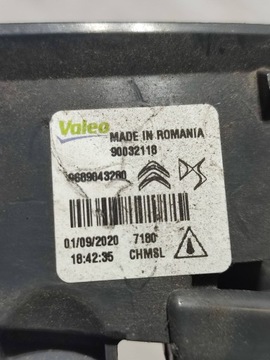 Valeo
MADE IN ROMANIA
90032118
9689043280
01/09/2020 7180
18:42:35 CHMSL